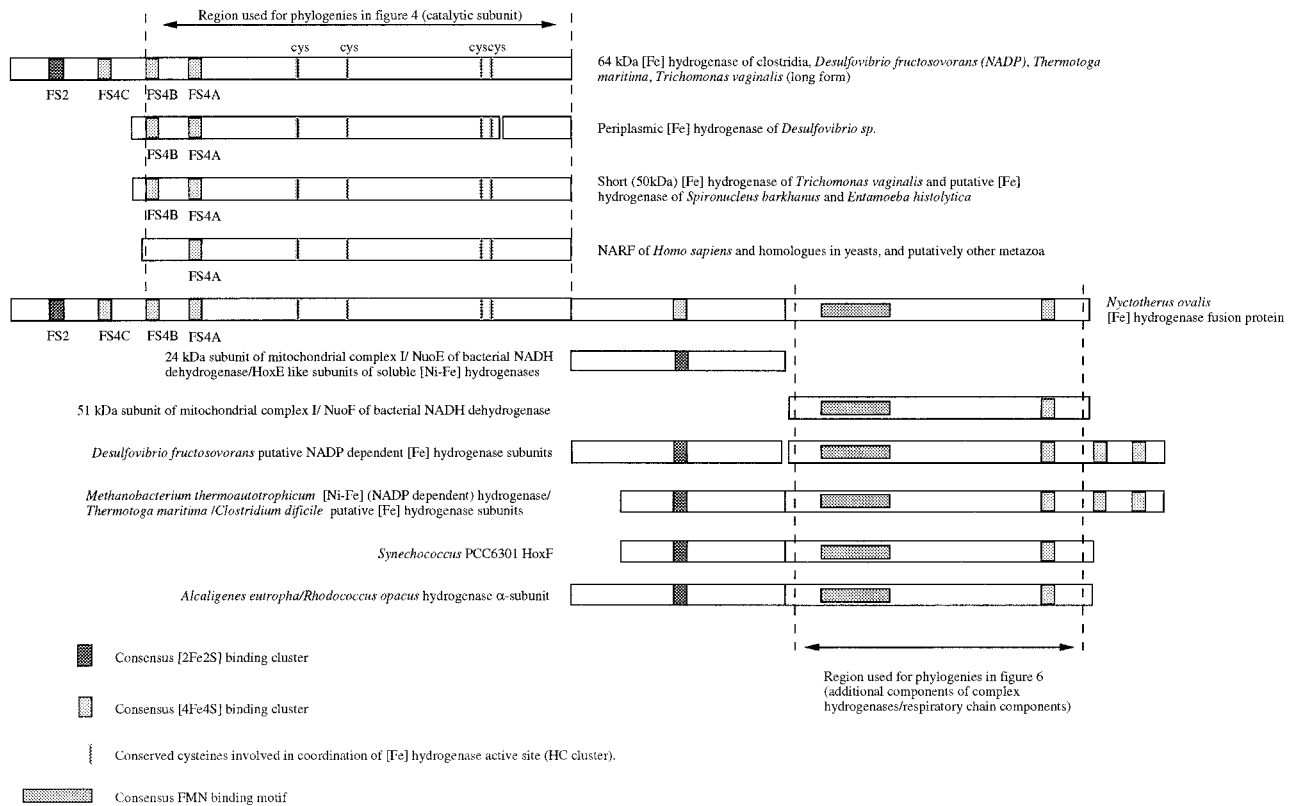 Region used for phylogenies in figure 4 (catalytic subunit)
cys cys cyscys
64 kDa [Fe] hydrogenase of clostridia, Desulfovibrio fructosovorans (NADP), Thermotoga
maritima, Trichomonas vaginalis (long form)
FS2 FS4C FS4B FS4A
Periplasmic [Fe] hydrogenase of Desulfovibrio sp.
FS4B FS4A
Short (50kDa) [Fe] hydrogenase of Trichomonas vaginalis and putative [Fe]
hydrogenase of Spironucleus barkhanus and Entamoeba histolytica
FS4B FS4A
NARF of Homo sapiens and homologues in yeasts, and putatively other metazoa
FS4A
Nyctotherus ovalis
[Fe] hydrogenase fusion protein
FS2 FS4C FS4B FS4A
24 kDa subunit of mitochondrial complex I/ NuoE of bacterial NADH
dehydrogenase/HoxE like subunits of soluble [Ni-Fe] hydrogenases
51 kDa subunit of mitochondrial complex I/ NuoF of bacterial NADH dehydrogenase
Desulfovibrio fructosovorans putative NADP dependent [Fe] hydrogenase subunits
Methanobacterium thermoautotrophicum [Ni-Fe] (NADP dependent) hydrogenase/
Thermotoga maritima /Clostridium dificile putative [Fe] hydrogenase subunits
Synechococcus PCC6301 HoxF
Alcaligenes eutropha/Rhodococcus opacus hydrogenase α-subunit
Consensus [2Fe2S] binding cluster
Region used for phylogenies in figure 6
(additional components of complex
hydrogenases/respiratory chain components)
Consensus [4Fe4S] binding cluster
Conserved cysteines involved in coordination of [Fe] hydrogenase active site (HC cluster).
Consensus FMN binding motif